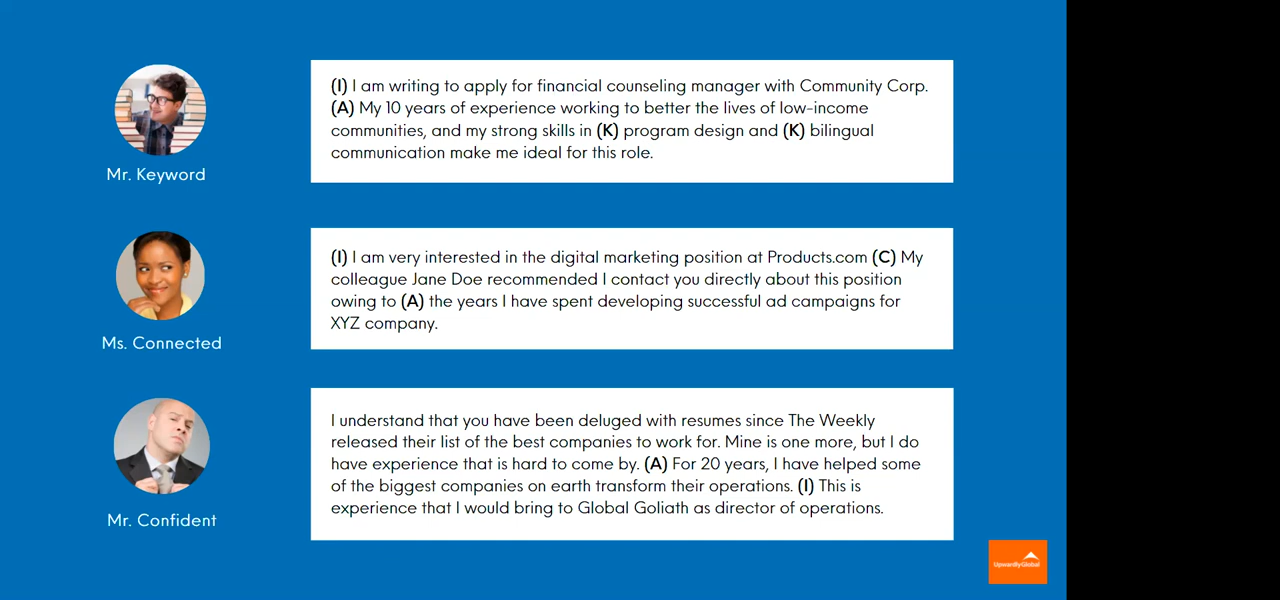 (I) I am writing to apply for financial counseling manager with Community Corp.
(A) My 10 years of experience working to better the lives of low-income
communities, and my strong skills in (K) program design and (K) bilingual
communication make me ideal for this role.
Mr. Keyword
(I) I am very interested in the digital marketing position at Products.com (C) My
colleague Jane Doe recommended I contact you directly about this position
owing to (A) the years I have spent developing successful ad campaigns for
XYZ company.
Ms. Connected
I understand that you have been deluged with resumes since The Weekly
released their list of the best companies to work for. Mine is one more, but I do
have experience that is hard to come by. (A) For 20 years, I have helped some
of the biggest companies on earth transform their operations. (I) This is
experience that I would bring to Global Goliath as director of operations.
Mr. Confident
UpwardlyGlobal